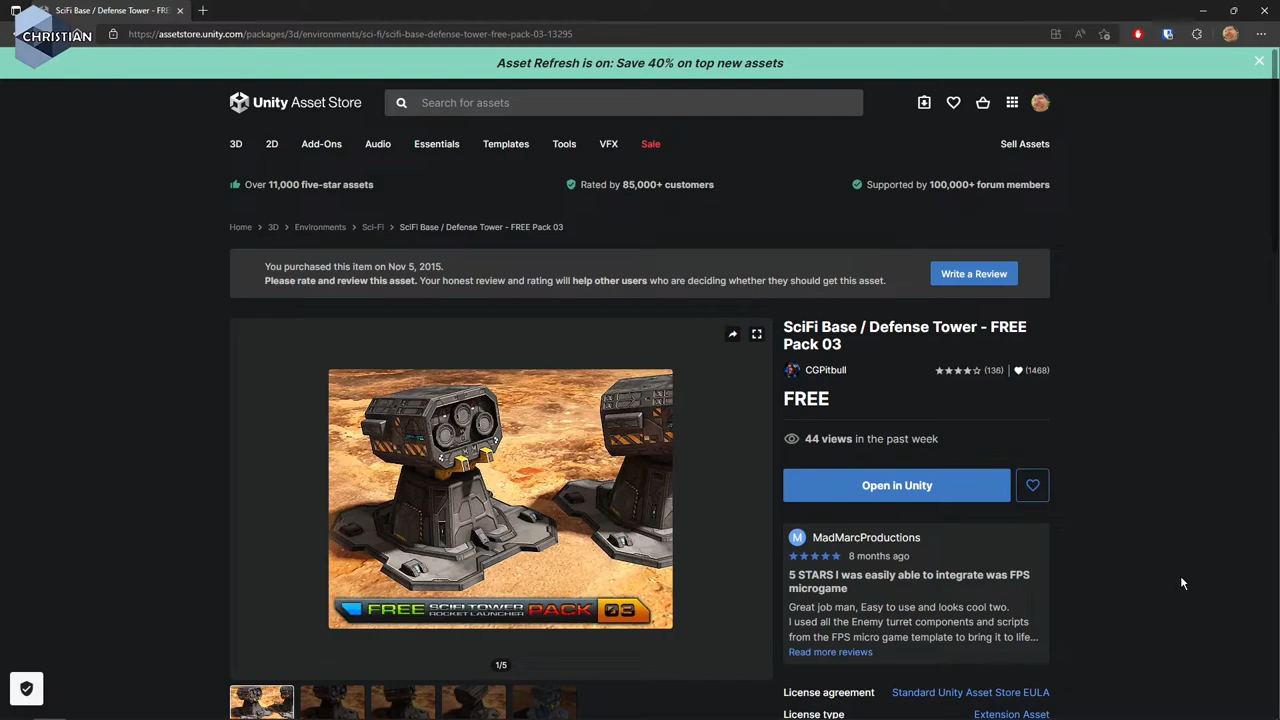 SciFi Base / Defense Tower - FRE
CHRISTIAN
https://assetstore.unity.com/packages/3d/environments/sci-fi/scifi-base-defense-tower-free-pack-03-13295
Asset Refresh is on: Save 40% on top new assets
Unity Asset Store
Search for assets
3D 2D Add-Ons Audio Essentials Templates Tools VFX Sale Sell Assets
Over 11,000 five-star assets Rated by 85,000+ customers Supported by 100,000+ forum members
Home > 3D > Environments > Sci-Fi > SciFi Base / Defense Tower - FREE Pack 03
You purchased this item on Nov 5, 2015.
Please rate and review this asset. Your honest review and rating will help other users who are deciding whether they should get this asset.
Write a Review
SciFi Base / Defense Tower - FREE
Pack 03
CGPitbull (136) | (1468)
FREE
44 views in the past week
Open in Unity
M MadMarcProductions
8 months ago
5 STARS I was easily able to integrate was FPS
microgame
Great job man, Easy to use and looks cool two.
I used all the Enemy turret components and scripts
from the FPS micro game template to bring it to life...
Read more reviews
FREE SCIFI TOWER ROCKET LAUNCHER PACK 03
1/5
License agreement Standard Unity Asset Store EULA
License type Extension Asset